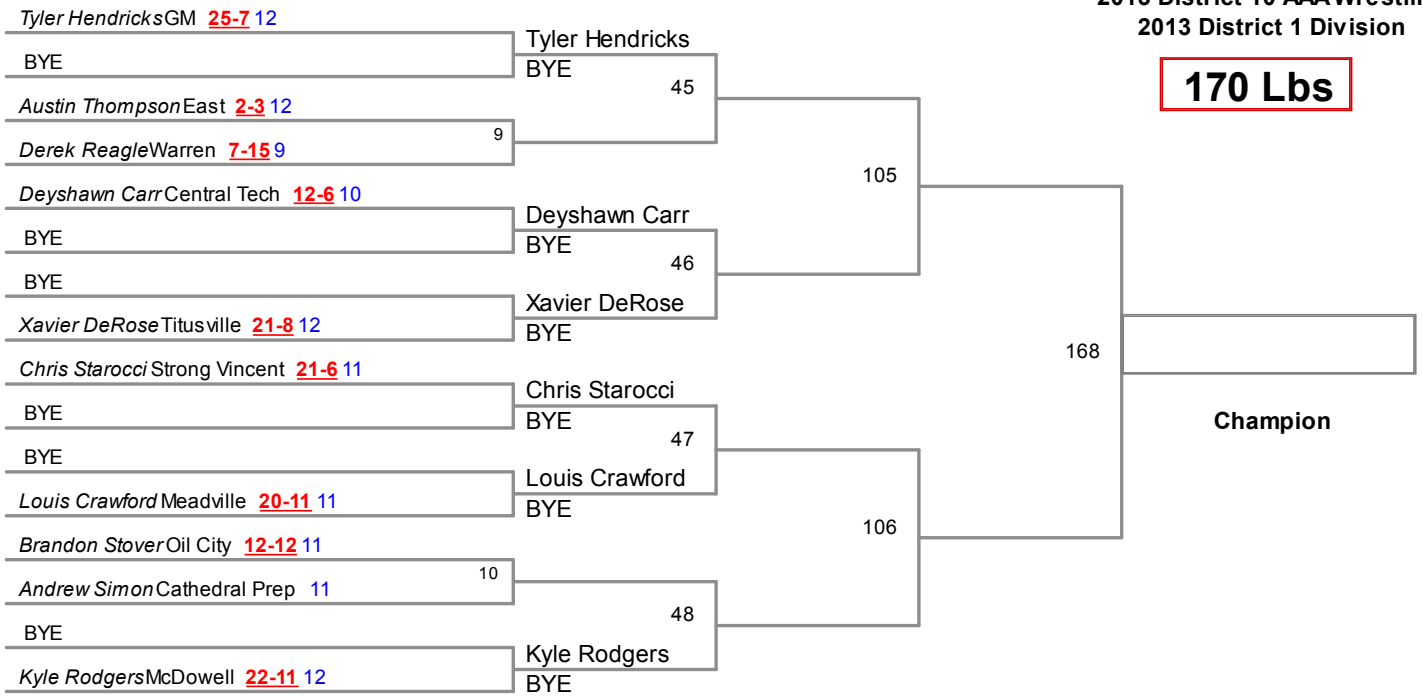 2013 District 10 AAA
2013 District 1 Division
170 Lbs
Tyler Hendricks GM 25-7 12
BYE
Austin Thompson East 2-3 12
Derek Reagle Warren 7-15 9
Deyshawn Carr Central Tech 12-6 10
BYE
BYE
Xavier DeRose Titusville 21-8 12
Chris Starocci Strong Vincent 21-6 11
BYE
BYE
Louis Crawford Meadville 20-11 11
Brandon Stover Oil City 12-12 11
Andrew Simon Cathedral Prep 11
BYE
Kyle Rodgers McDowell 22-11 12
Tyler Hendricks
BYE
9
Deyshawn Carr
BYE
Xavier DeRose
BYE
Chris Starocci
BYE
Louis Crawford
BYE
10
Kyle Rodgers
BYE
45
46
47
48
105
106
168
Champion